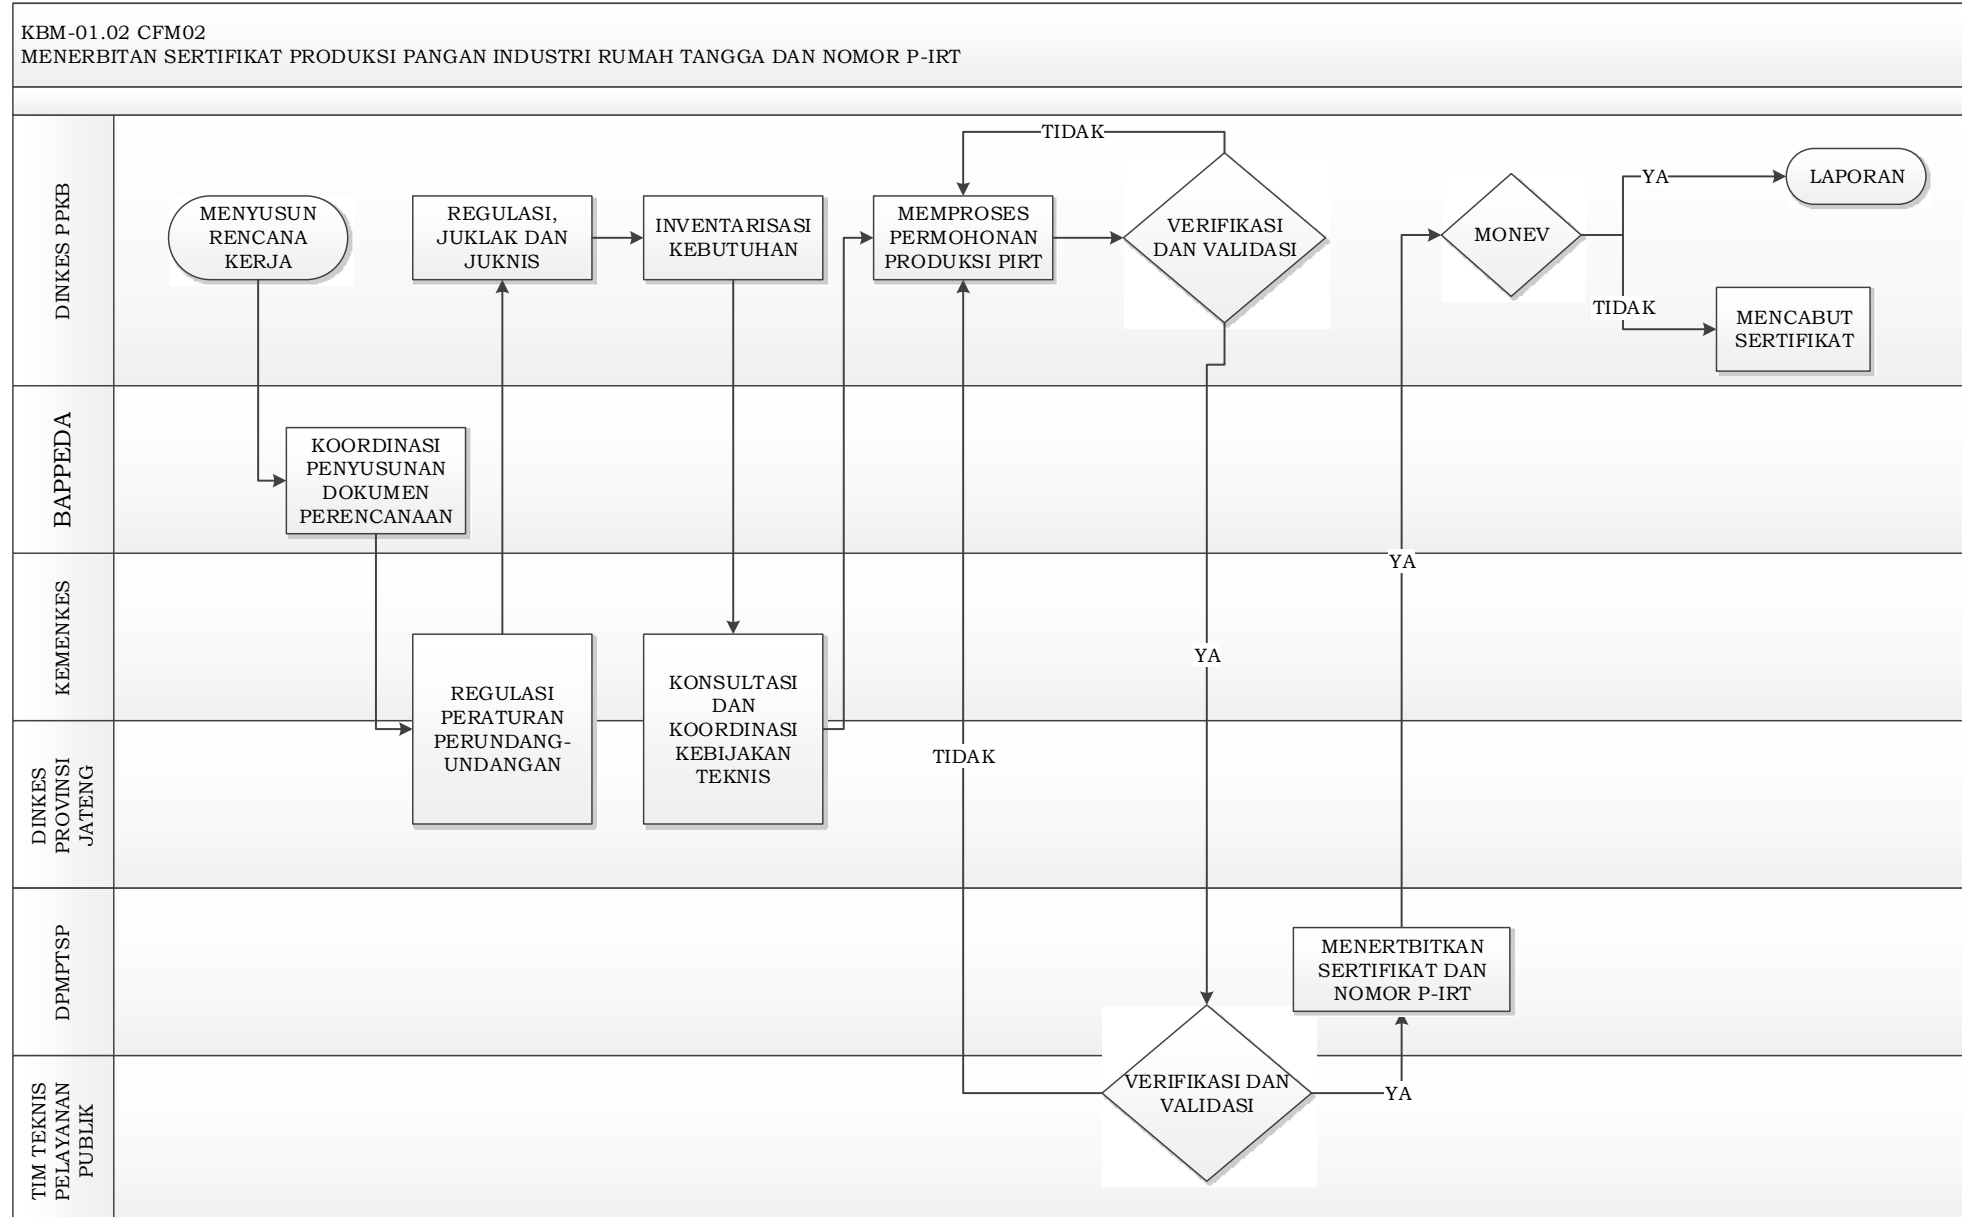 KBM-01.02 CFM02
MENERBITAN SERTIFIKAT PRODUKSI PANGAN INDUSTRI RUMAH TANGGA DAN NOMOR P-IRT
DINKES PPKB
MENYUSUN
RENCANA
KERJA
REGULASI,
JUKLAK DAN
JUKNIS
INVENTARISASI
KEBUTUHAN
MEMPROSES
PERMOHONAN
PRODUKSI PIRT
TIDAK
VERIFIKASI
DAN VALIDASI
MONEV
YA
LAPORAN
TIDAK
MENCABUT
SERTIFIKAT
BAPPEDA
KOORDINASI
PENYUSUNAN
DOKUMEN
PERENCANAAN
YA
KEMENKES
REGULASI
PERATURAN
PERUNDANG-
UNDANGAN
KONSULTASI
DAN
KOORDINASI
KEBIJAKAN
TEKNIS
YA
DINKES
PROVINSI
JATENG
TIDAK
DPMPTSP
MENERTBITKAN
SERTIFIKAT DAN
NOMOR P-IRT
TIM TEKNIS
PELAYANAN
PUBLIK
VERIFIKASI DAN
VALIDASI
YA